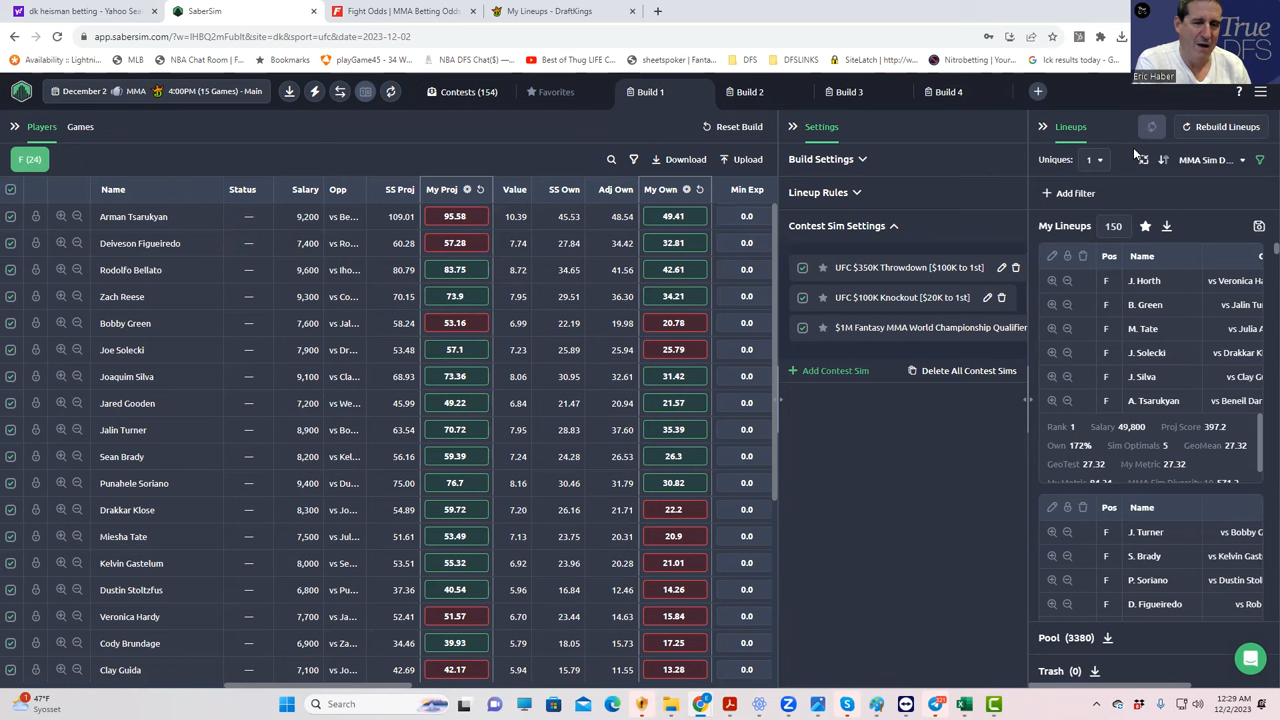 dk heisman betting - Yahoo Sea
SaberSim
Fight Odds | MMA Betting Odds
My Lineups - DraftKings
app.sabersim.com/?w=IHBQ2mFubIt&site=dk&sport=ufc&date=2023-12-02
Availability | ...
MLB
NBA Chat Room |...
Bookmarks
playGame45 - 34 W...
DFS NBA Chat($) -...
Best of Thug LIFE C...
sheetspoker | Fanta...
DFS
DFSLINKS
SiteLatch | My Site...
Nitrobetting | Your...
Ick results today - G...
True
DFS
Eric Haber
December 2 MMA 4:00PM (15 Games) - Main
Contests (154)
Favorites
Build 1
Build 2
Build 3
Build 4
Players Games
Reset Build
Settings
Lineups
Rebuild Lineups
F (24)
Download
Upload
Build Settings
Uniques: 1
MMA Sim D...
Name Status Salary Opp SS Proj My Proj Value SS Own Adj Own My Own Min Exp
Lineup Rules
Add filter
Arman Tsarukyan — 9,200 vs Be... 109.01 95.58 10.39 45.53 48.54 49.41 0.0
Deiveson Figueiredo — 7,400 vs Ro... 60.28 57.28 7.74 27.84 34.42 32.81 0.0
Rodolfo Bellato — 9,600 vs Iho... 80.79 83.75 8.72 34.65 41.56 42.61 0.0
Zach Reese — 9,300 vs Co... 70.15 73.9 7.95 29.51 36.30 34.21 0.0
Bobby Green — 7,600 vs Jal... 58.24 53.16 6.99 22.19 19.98 20.78 0.0
Joe Solecki — 7,900 vs Dr... 53.48 57.1 7.23 25.89 25.94 25.79 0.0
Joaquim Silva — 9,100 vs Cla... 68.93 73.36 8.06 30.95 32.61 31.42 0.0
Jared Gooden — 7,200 vs We... 45.99 49.22 6.84 21.47 20.94 21.57 0.0
Jalin Turner — 8,900 vs Bo... 63.54 70.72 7.95 28.83 37.60 35.39 0.0
Sean Brady — 8,200 vs Kel... 56.16 59.39 7.24 24.28 26.53 26.3 0.0
Punahele Soriano — 9,400 vs Du... 75.00 76.7 8.16 30.46 31.79 30.82 0.0
Drakkar Klose — 8,300 vs Jo... 54.89 59.72 7.20 26.16 21.71 22.2 0.0
Miesha Tate — 7,500 vs Jul... 51.61 53.49 7.13 23.75 20.31 20.9 0.0
Kelvin Gastelum — 8,000 vs Se... 53.51 55.32 6.92 23.96 20.28 21.01 0.0
Dustin Stoltzfus — 6,800 vs Pu... 37.36 40.54 5.96 16.84 12.46 14.26 0.0
Veronica Hardy — 7,700 vs Ja... 52.41 51.57 6.70 23.44 14.68 15.84 0.0
Cody Brundage — 6,900 vs Za... 34.46 39.93 5.79 18.05 15.73 17.25 0.0
Clay Guida — 7,100 vs Jo... 42.69 42.17 5.94 15.79 11.55 13.28 0.0
Contest Sim Settings
UFC $350K Throwdown [$100K to 1st]
UFC $100K Knockout [$20K to 1st]
$1M Fantasy MMA World Championship Qualifier
Add Contest Sim
Delete All Contest Sims
My Lineups 150
Pos Name
F J. Horth vs Veronica Ha
F B. Green vs Jalin Tur
F M. Tate vs Julia A
F J. Solecki vs Drakkar Klo
F J. Silva vs Clay G
F A. Tsarukyan vs Beneil Dar
Rank 1 Salary 49,800 Proj Score 397.2
Own 172% Sim Optimals 5 GeoMean 27.32
GeoTest 27.32 My Metric 27.32
Pos Name
F J. Turner vs Bobby G
F S. Brady vs Kelvin Gast
F P. Soriano vs Dustin Stol
F D. Figueiredo vs Rob
Pool (3380)
Trash (0)
47°F
Syosset
Search
12:29 AM
12/2/2023